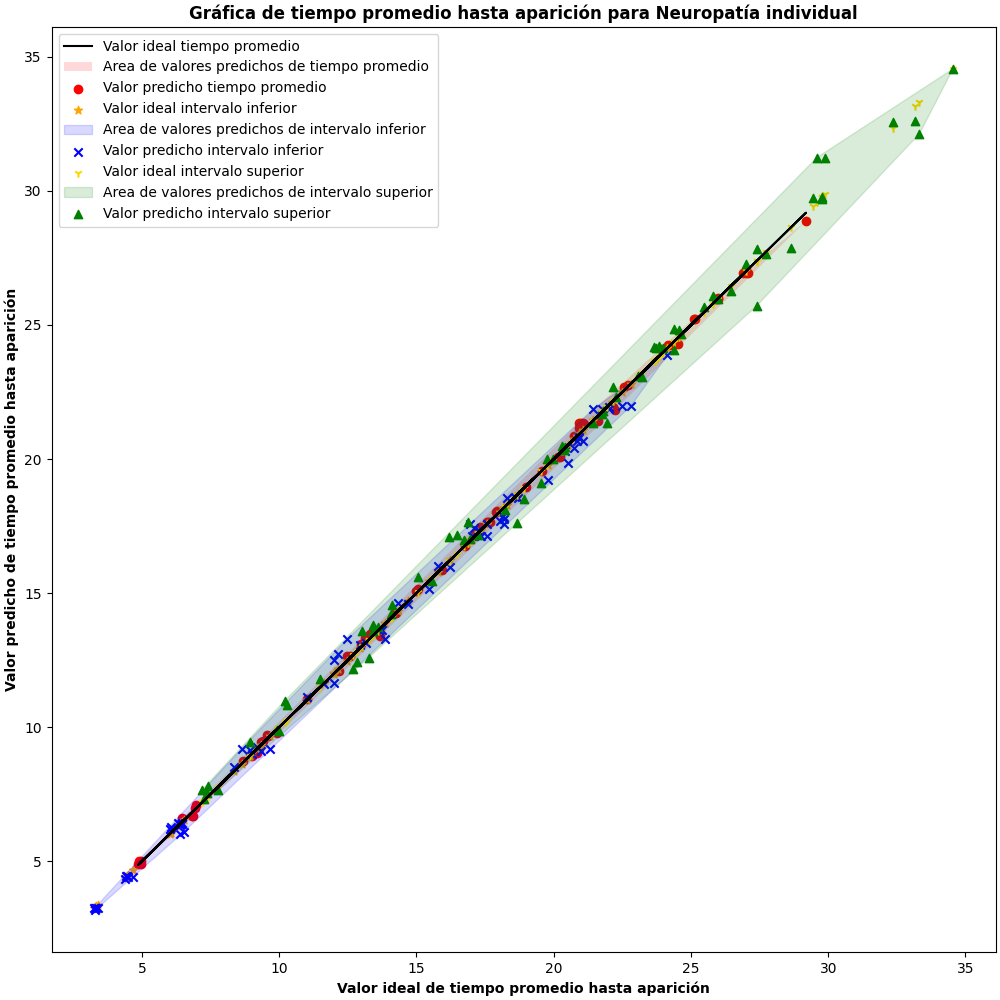 Gráfica de tiempo promedio hasta aparición para Neuropatía individual
Valor ideal tiempo promedio
Area de valores predichos de tiempo promedio
Valor predicho tiempo promedio
Valor ideal intervalo inferior
Area de valores predichos de intervalo inferior
Valor predicho intervalo inferior
Valor ideal intervalo superior
Area de valores predichos de intervalo superior
Valor predicho intervalo superior
Valor predicho de tiempo promedio hasta aparición
35
30
25
20
15
10
5
5 10 15 20 25 30 35
Valor ideal de tiempo promedio hasta aparición